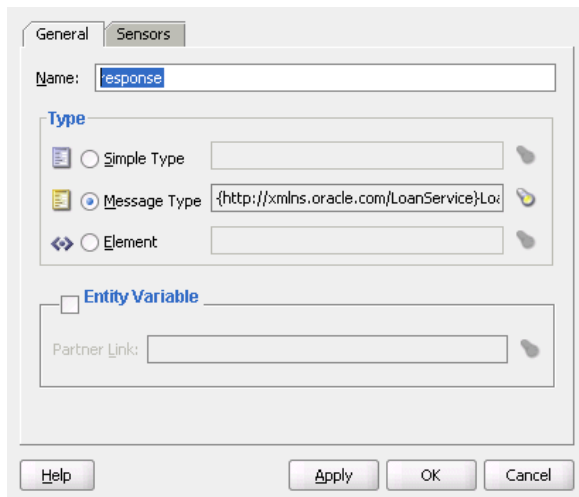 General Sensors
Name: response
Type
Simple Type
Message Type {http://xmlns.oracle.com/LoanService}Loa
Element
Entity Variable
Partner Link:
Help Apply OK Cancel